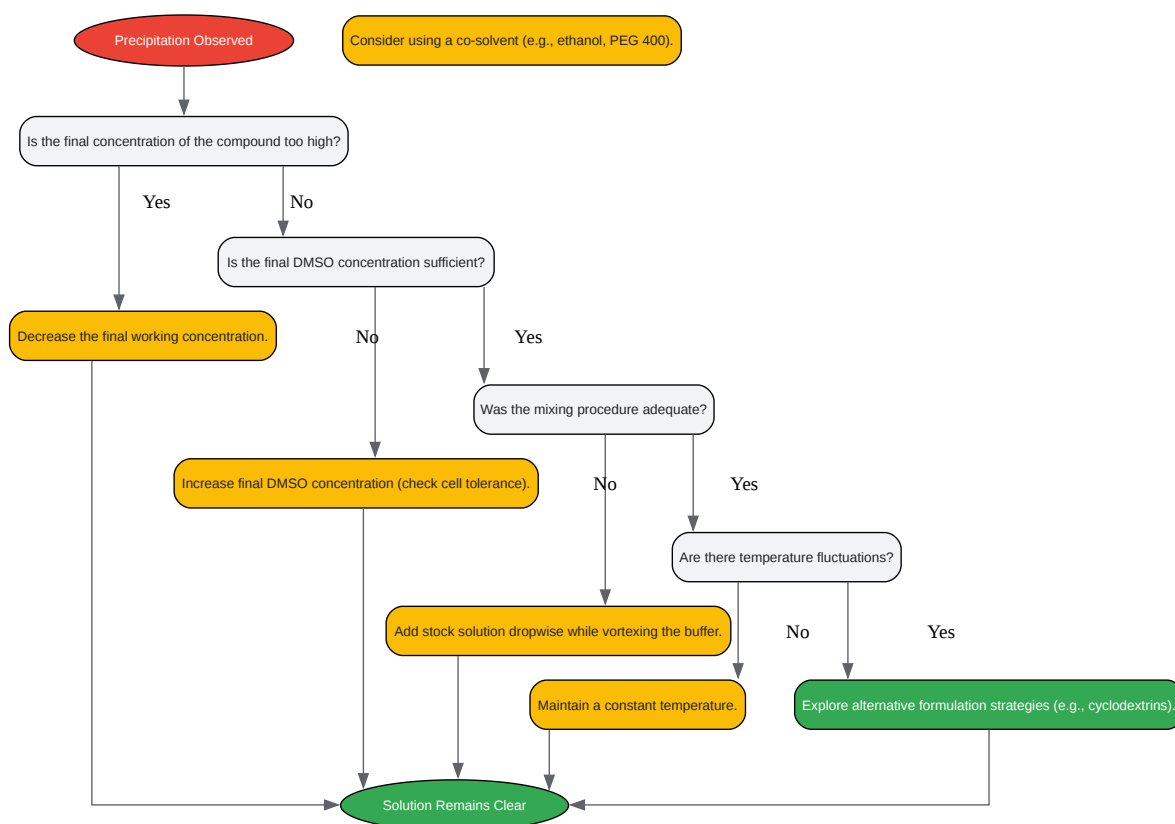 Precipitation Observed
Consider using a co-solvent (e.g., ethanol, PEG 400).
Is the final concentration of the compound too high?
Yes
No
Is the final DMSO concentration sufficient?
Decrease the final working concentration.
No
Yes
Was the mixing procedure adequate?
Increase final DMSO concentration (check cell tolerance).
No
Yes
Are there temperature fluctuations?
Add stock solution dropwise while vortexing the buffer.
No
Yes
Maintain a constant temperature.
Explore alternative formulation strategies (e.g., cyclodextrins).
Solution Remains Clear